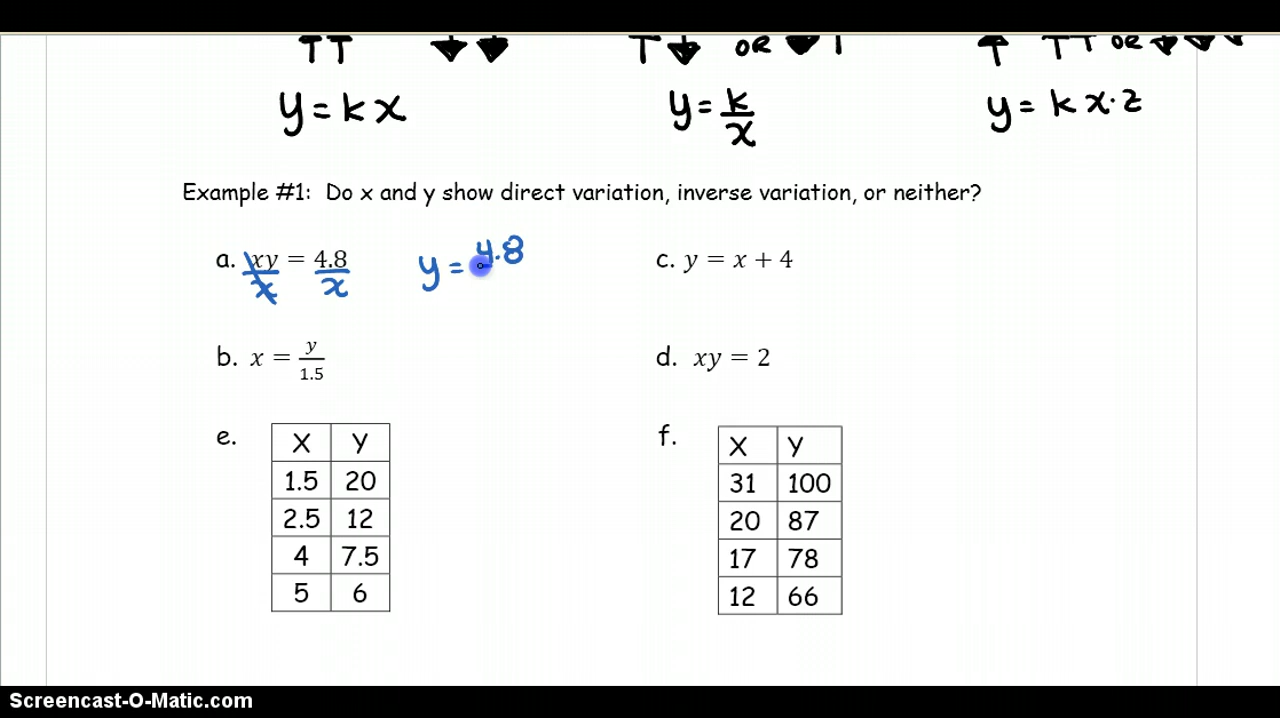 OR OR
y = kx y = k/x y = kx·z
Example #1: Do x and y show direct variation, inverse variation, or neither?
a. xy = 4.8 y = 4.8 c. y = x + 4
x x
b. x = y/1.5 d. xy = 2
e. f.
X Y
1.5 20
2.5 12
4 7.5
5 6
X Y
31 100
20 87
17 78
12 66
Screencast-O-Matic.com